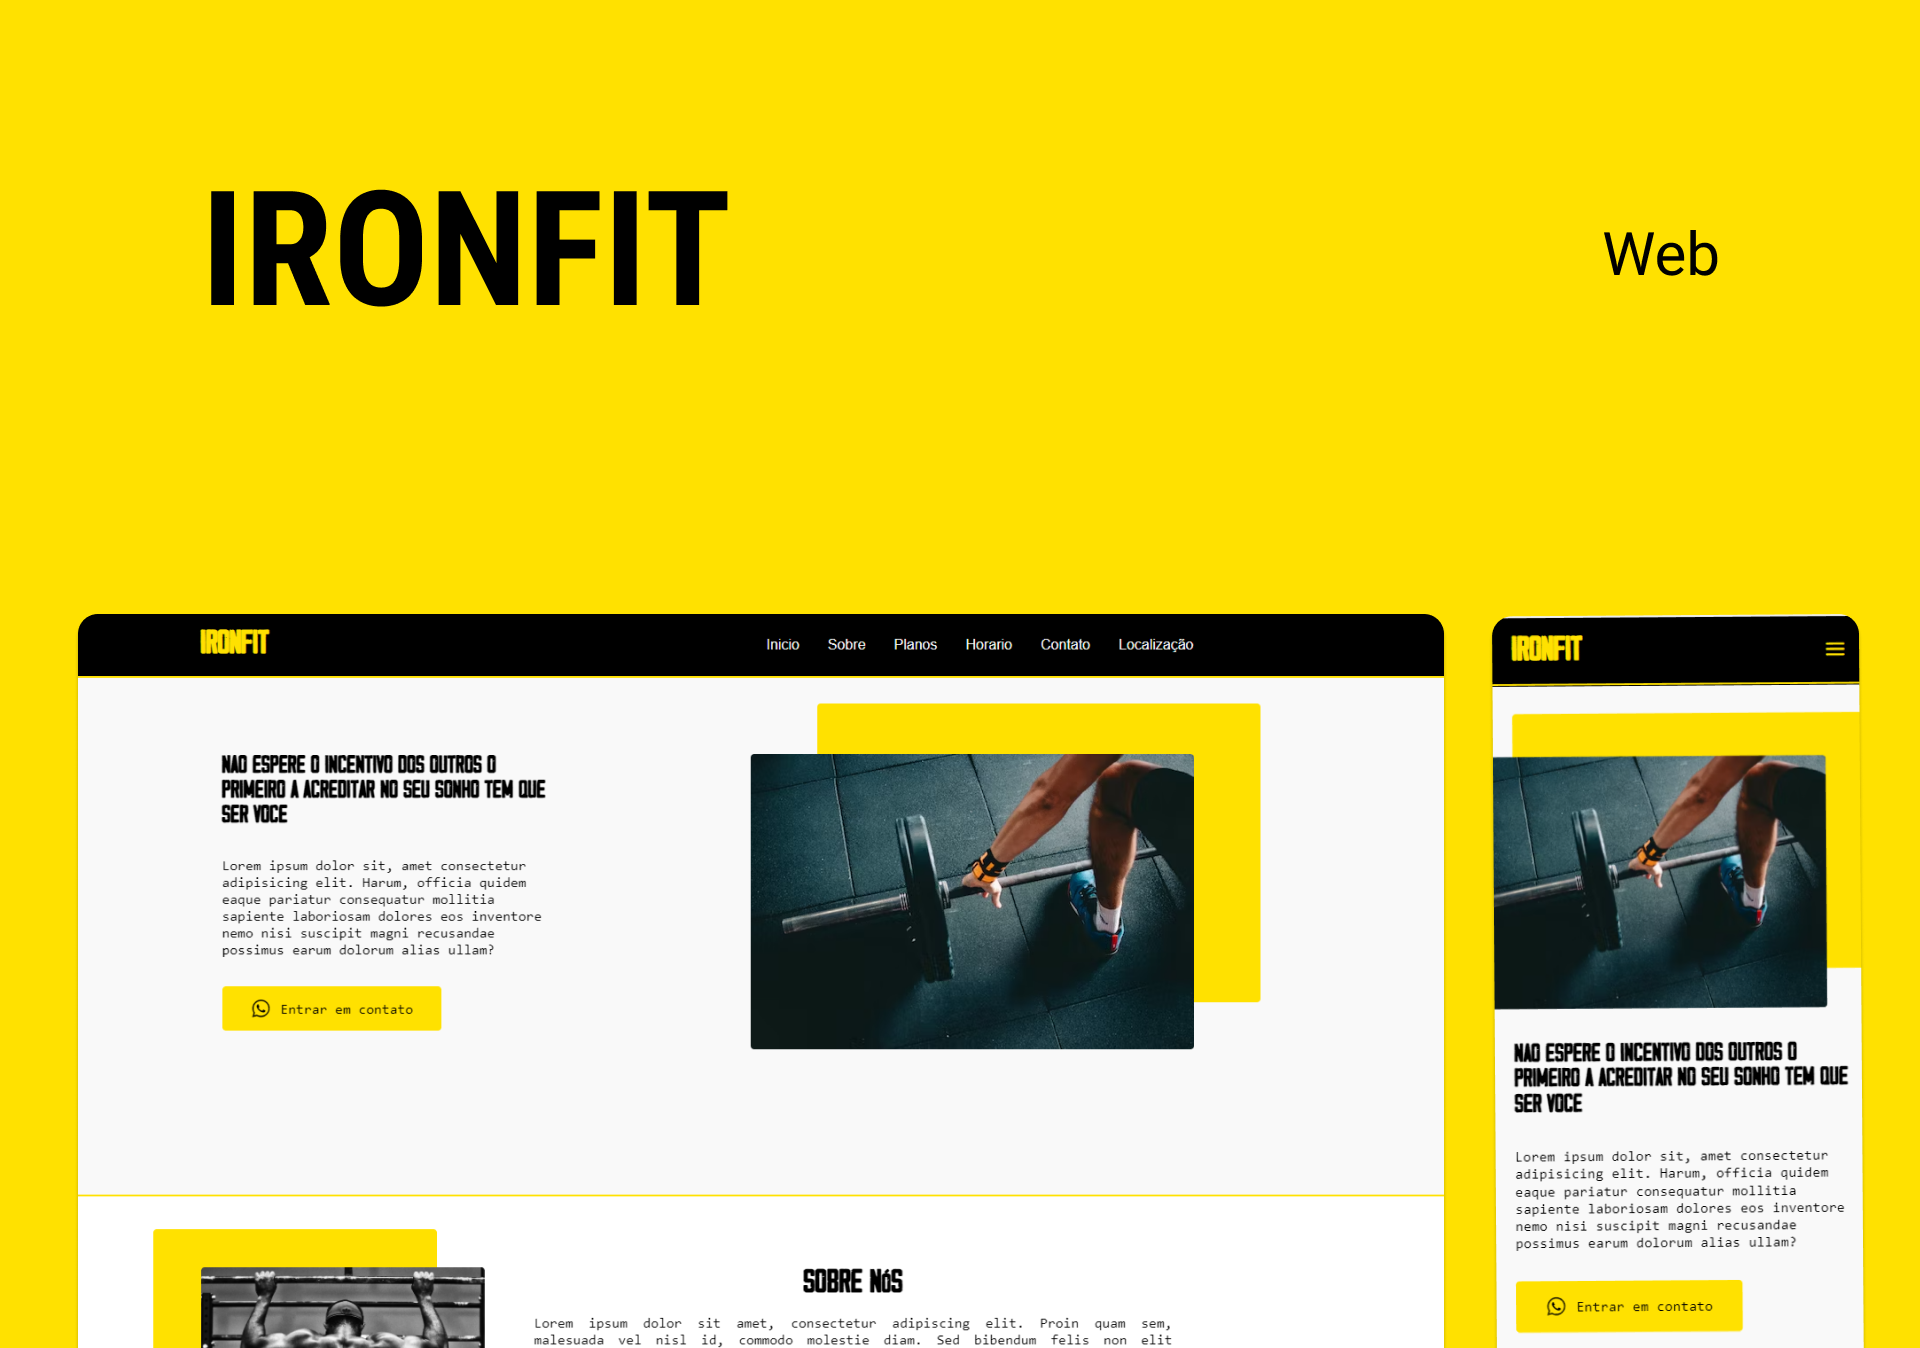 IRONFIT
Web
IRONFIT
Inicio Sobre Planos Horario Contato Localização
NAO ESPERE O INCENTIVO DOS OUTROS O
PRIMEIRO A ACREDITAR NO SEU SONHO TEM QUE
SER VOCE
Lorem ipsum dolor sit, amet consectetur
adipisicing elit. Harum, officia quidem
eaque pariatur consequatur mollitia
sapiente laboriosam dolores eos inventore
nemo nisi suscipit magni recusandae
possimus earum dolorum alias ullam?
Entrar em contato
SOBRE NóS
Lorem ipsum dolor sit amet, consectetur adipiscing elit. Proin quam sem,
malesuada vel nisl id, commodo molestie diam. Sed bibendum felis non elit
IRONFIT
NAO ESPERE O INCENTIVO DOS OUTROS O
PRIMEIRO A ACREDITAR NO SEU SONHO TEM QUE
SER VOCE
Lorem ipsum dolor sit, amet consectetur
adipisicing elit. Harum, officia quidem
eaque pariatur consequatur mollitia
sapiente laboriosam dolores eos inventore
nemo nisi suscipit magni recusandae
possimus earum dolorum alias ullam?
Entrar em contato